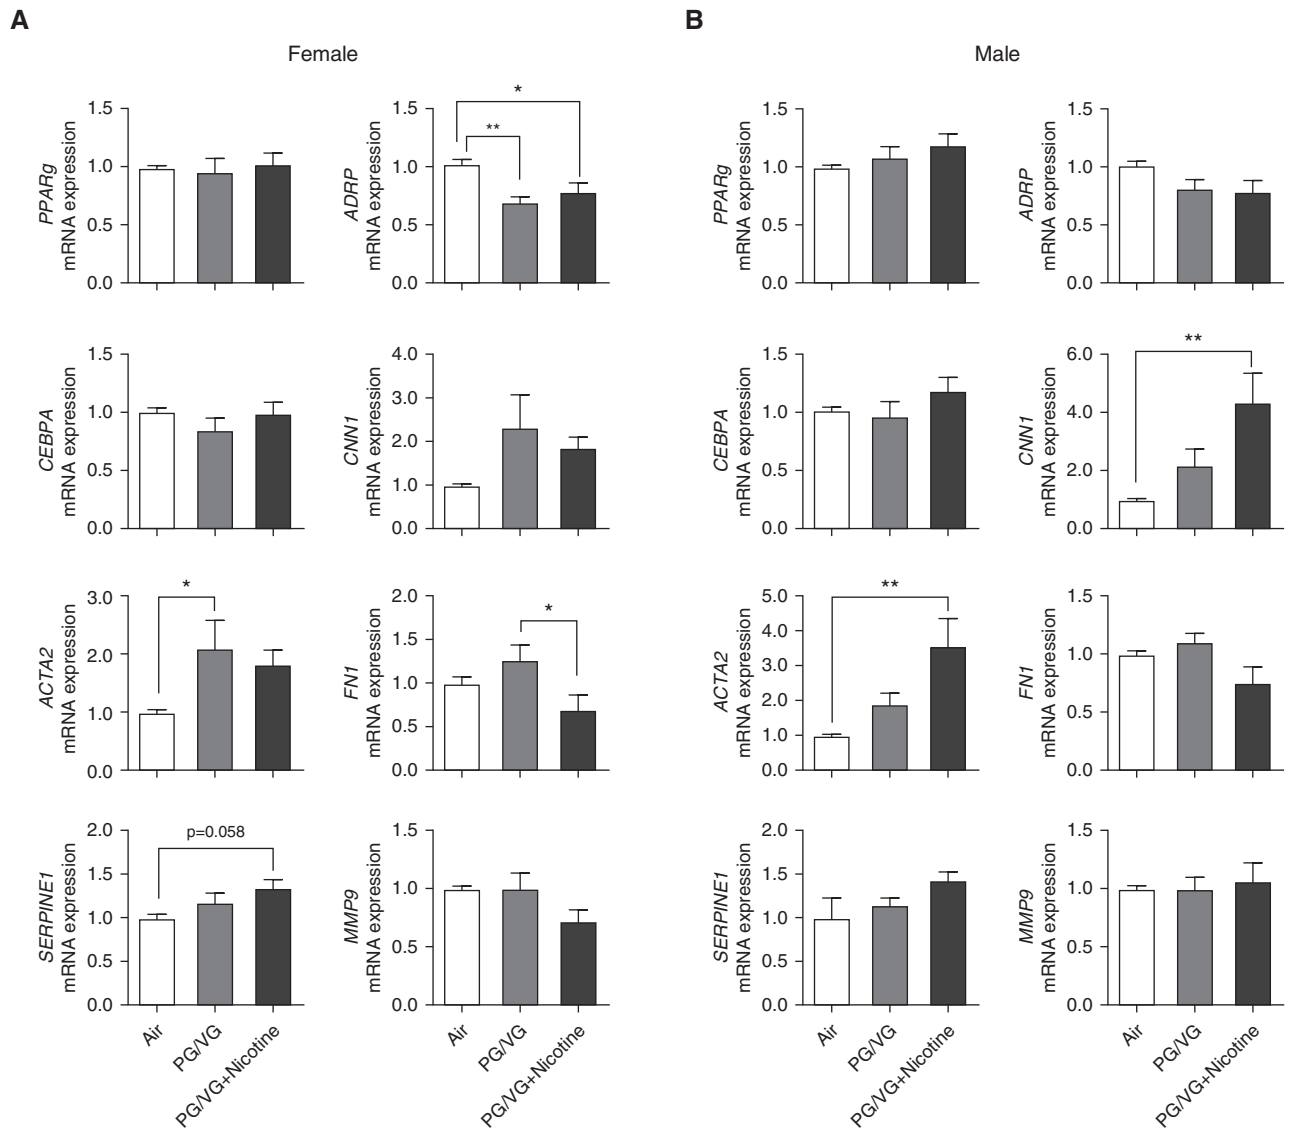 A
Female
PPARg
mRNA expression
1.5
1.0
0.5
0.0
ADRP
mRNA expression
1.5
1.0
0.5
0.0
*
**
CEBPA
mRNA expression
1.5
1.0
0.5
0.0
CNN1
mRNA expression
4.0
3.0
2.0
1.0
0.0
ACTA2
mRNA expression
3.0
2.0
1.0
0.0
*
FN1
mRNA expression
2.0
1.5
1.0
0.5
0.0
*
SERPINE1
mRNA expression
2.0
1.5
1.0
0.5
0.0
p=0.058
MMP9
mRNA expression
1.5
1.0
0.5
0.0
Air
PG/VG
PG/VG+Nicotine
Air
PG/VG
PG/VG+Nicotine
B
Male
PPARg
mRNA expression
1.5
1.0
0.5
0.0
ADRP
mRNA expression
1.5
1.0
0.5
0.0
CEBPA
mRNA expression
1.5
1.0
0.5
0.0
CNN1
mRNA expression
6.0
4.0
2.0
0.0
**
ACTA2
mRNA expression
5.0
4.0
3.0
2.0
1.0
0.0
**
FN1
mRNA expression
1.5
1.0
0.5
0.0
SERPINE1
mRNA expression
2.0
1.5
1.0
0.5
0.0
MMP9
mRNA expression
1.5
1.0
0.5
0.0
Air
PG/VG
PG/VG+Nicotine
Air
PG/VG
PG/VG+Nicotine